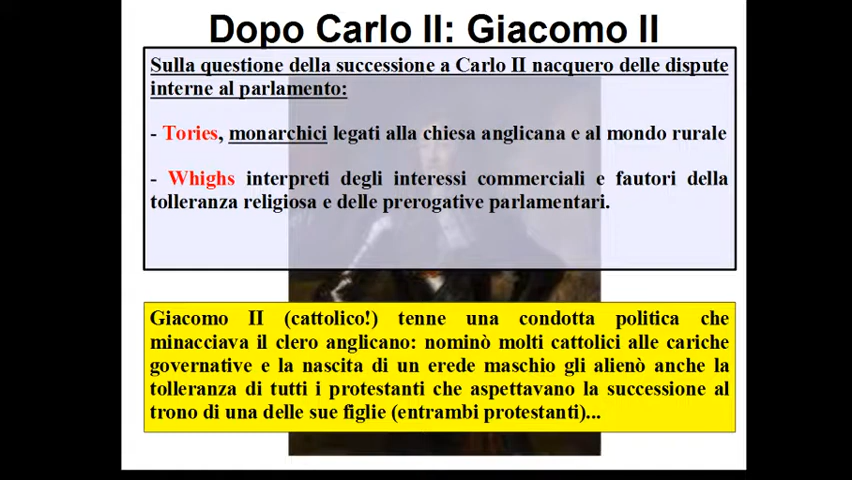 Dopo Carlo II: Giacomo II
Sulla questione della successione a Carlo II nacquero delle dispute
interne al parlamento:
- Tories, monarchici legati alla chiesa anglicana e al mondo rurale
- Whighs interpreti degli interessi commerciali e fautori della
tolleranza religiosa e delle prerogative parlamentari.
Giacomo II (cattolico!) tenne una condotta politica che
minacciava il clero anglicano: nominò molti cattolici alle cariche
governative e la nascita di un erede maschio gli alienò anche la
tolleranza di tutti i protestanti che aspettavano la successione al
trono di una delle sue figlie (entrambi protestanti)...